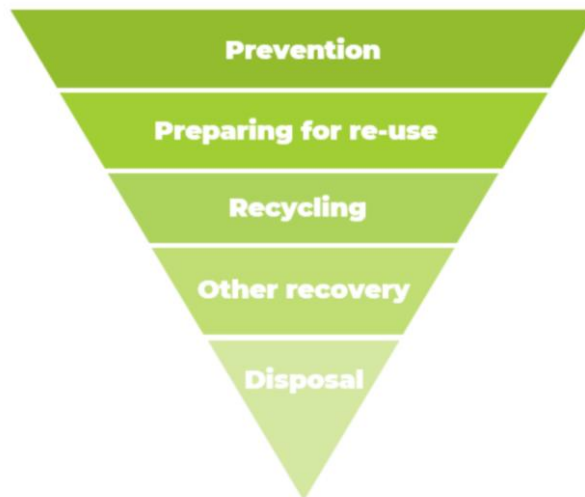 Prevention
Preparing for re-use
Recycling
Other recovery
Disposal